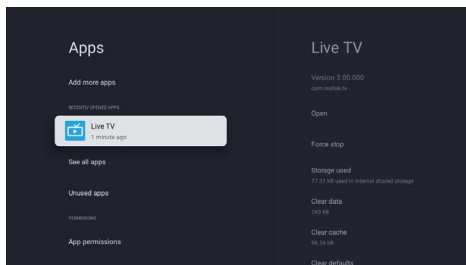 Apps
Add more apps
RECENTLY OPENED APPS
Live TV
1 minute ago
See all apps
Unused apps
PERMISSIONS
App permissions
Live TV
Version 2.00.000
com.realtek.tv
Open
Force stop
Storage used
77.31 kB used in Internal shared storage
Clear data
163 kB
Clear cache
96.26 kB
Clear defaults